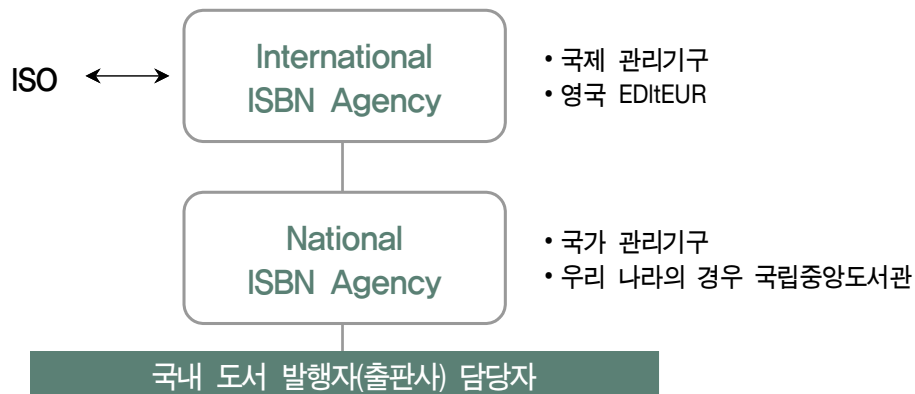 ISO
International
ISBN Agency
• 국제 관리기구
• 영국 EDItEUR
National
ISBN Agency
• 국가 관리기구
• 우리 나라의 경우 국립중앙도서관
국내 도서 발행자(출판사) 담당자